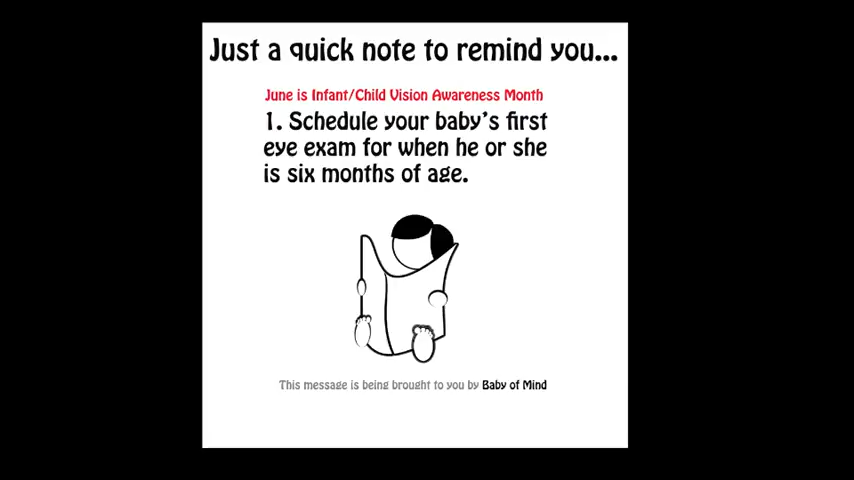 Just a quick note to remind you...
June is Infant/Child Vision Awareness Month
1. Schedule your baby's first
eye exam for when he or she
is six months of age.
This message is being brought to you by Baby of Mind